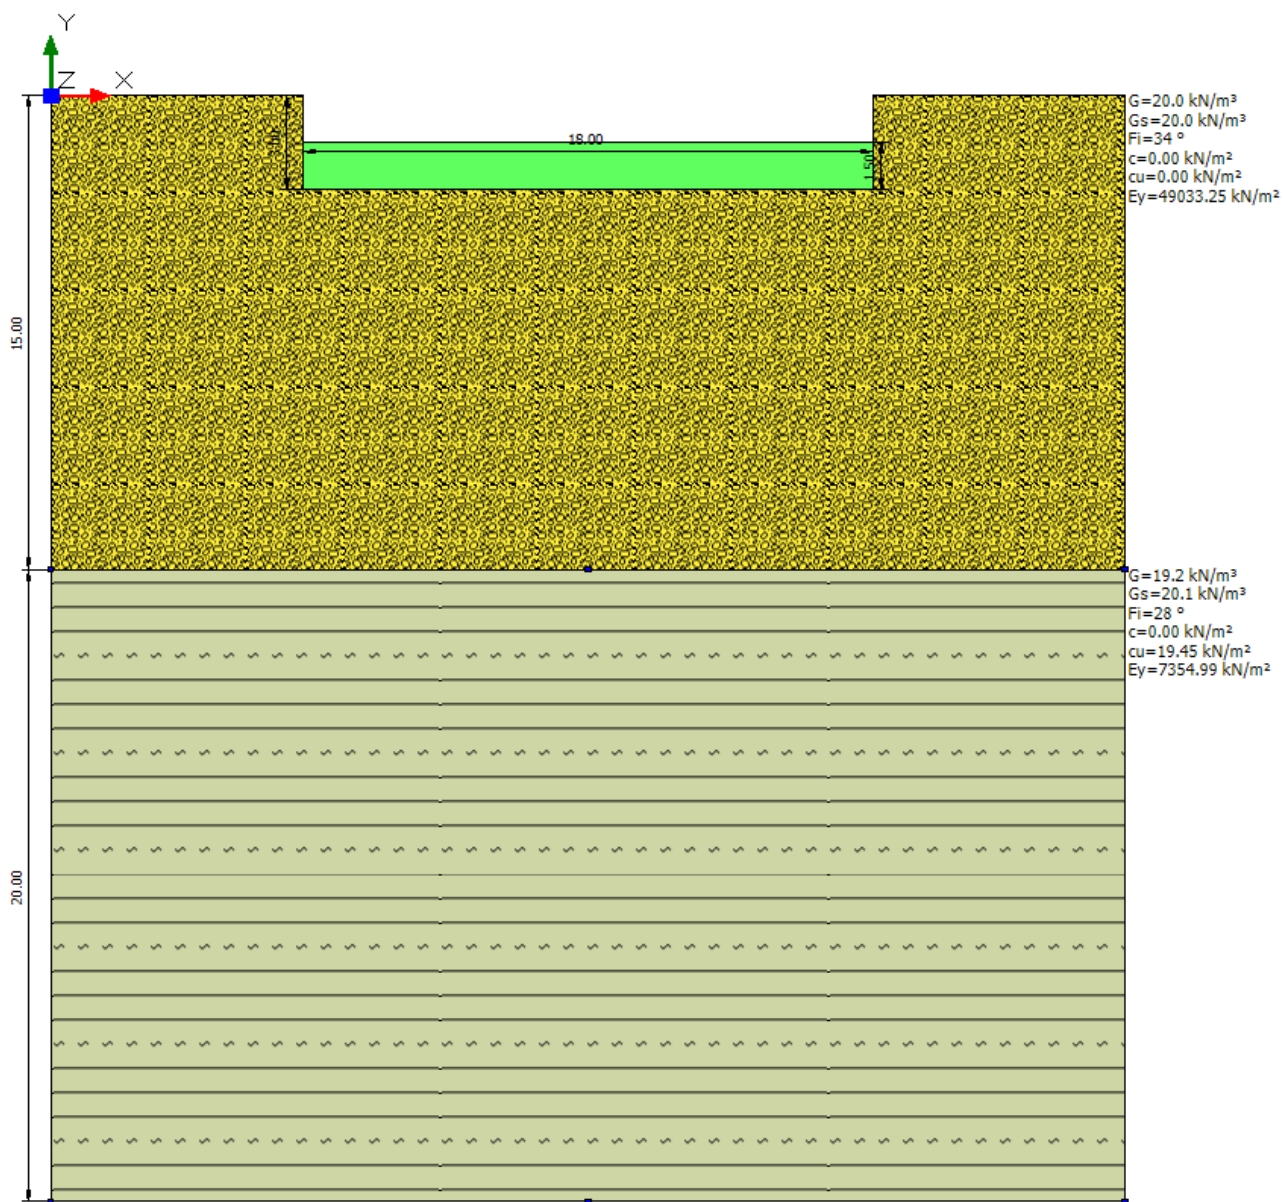 Y
Z X
G=20.0 kN/m³
Gs=20.0 kN/m³
Fi=34 °
c=0.00 kN/m²
cu=0.00 kN/m²
Ey=49033.25 kN/m²
18.00
1.50
15.00
G=19.2 kN/m³
Gs=20.1 kN/m³
Fi=28 °
c=0.00 kN/m²
cu=19.45 kN/m²
Ey=7354.99 kN/m²
20.00